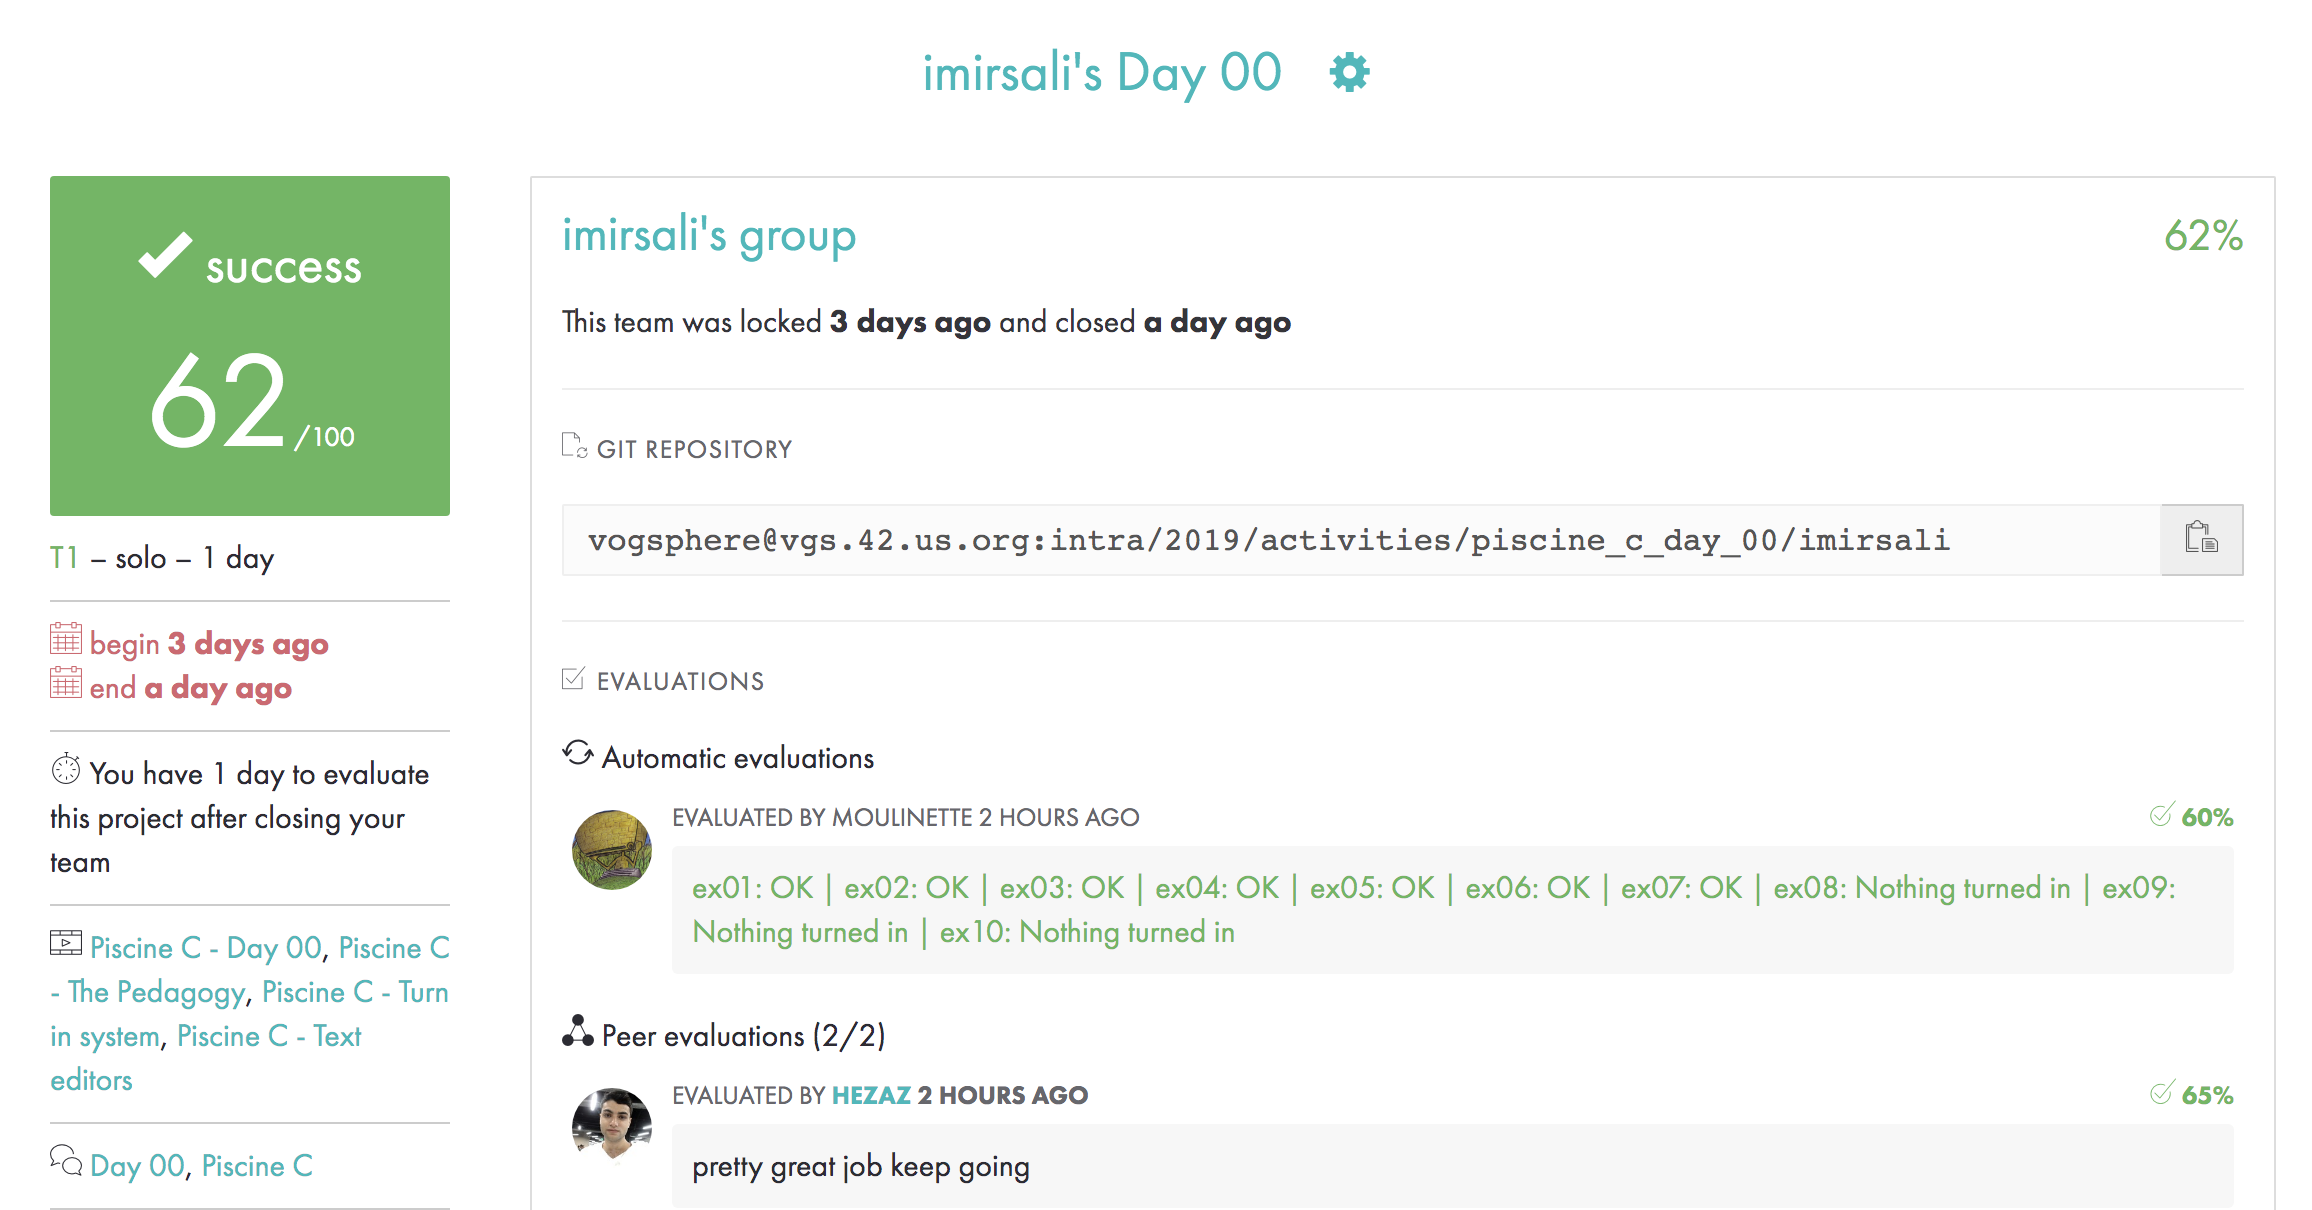 imirsali's Day 00
success
62/100
T1 – solo – 1 day
begin 3 days ago
end a day ago
You have 1 day to evaluate
this project after closing your
team
Piscine C - Day 00, Piscine C
- The Pedagogy, Piscine C - Turn
in system, Piscine C - Text
editors
Day 00, Piscine C
imirsali's group
62%
This team was locked 3 days ago and closed a day ago
GIT REPOSITORY
vogsphere@vgs.42.us.org:intra/2019/activities/piscine_c_day_00/imirsali
EVALUATIONS
Automatic evaluations
EVALUATED BY MOULINETTE 2 HOURS AGO
60%
ex01: OK | ex02: OK | ex03: OK | ex04: OK | ex05: OK | ex06: OK | ex07: OK | ex08: Nothing turned in | ex09:
Nothing turned in | ex10: Nothing turned in
Peer evaluations (2/2)
EVALUATED BY HEZAZ 2 HOURS AGO
65%
pretty great job keep going